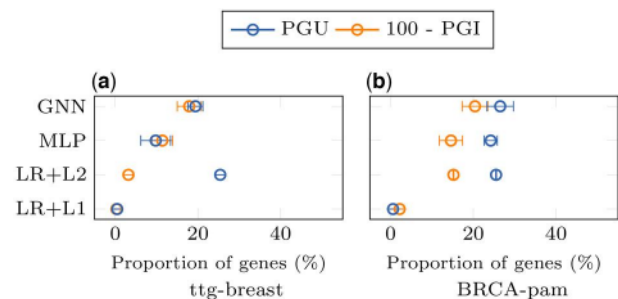 PGU 100 - PGI
(a) (b)
GNN
MLP
LR+L2
LR+L1
0 20 40 0 20 40
Proportion of genes (%) Proportion of genes (%)
ttg-breast BRCA-pam